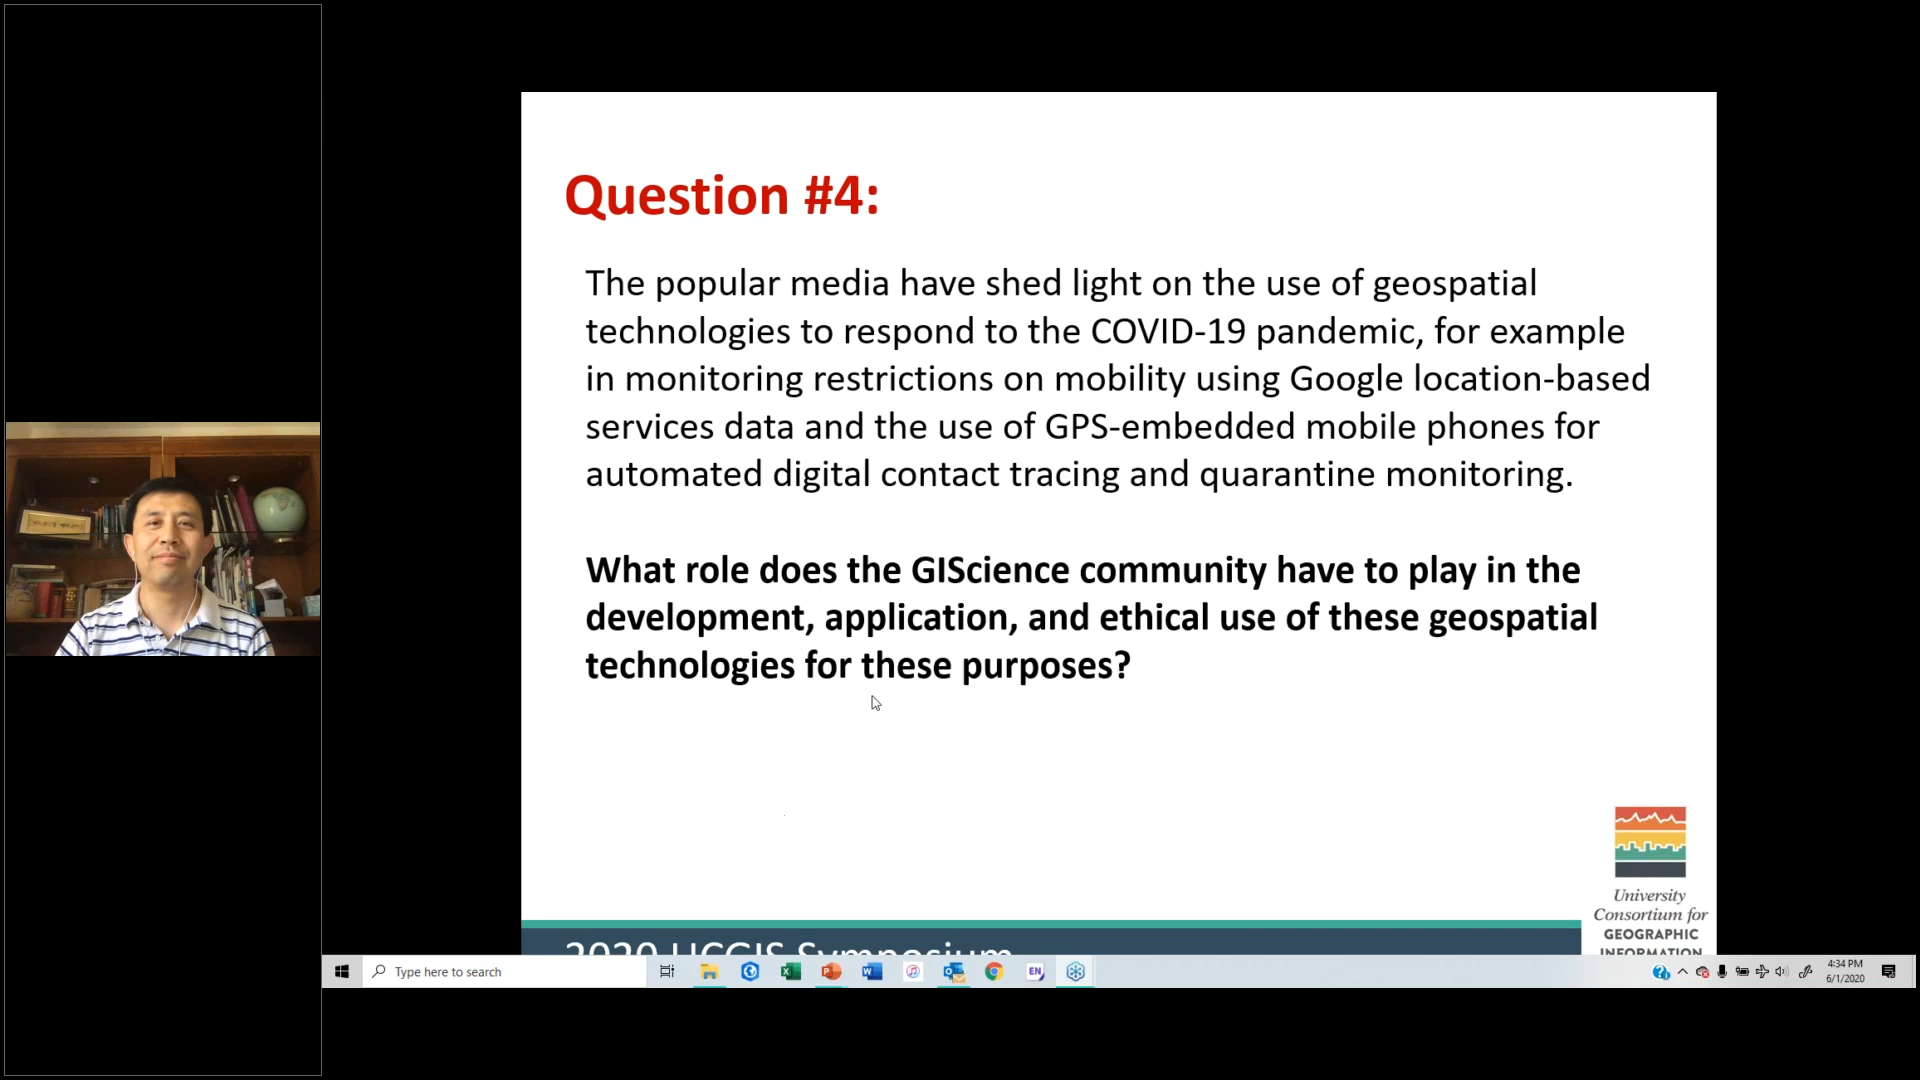 Question #4:
The popular media have shed light on the use of geospatial
technologies to respond to the COVID-19 pandemic, for example
in monitoring restrictions on mobility using Google location-based
services data and the use of GPS-embedded mobile phones for
automated digital contact tracing and quarantine monitoring.
What role does the GIScience community have to play in the
development, application, and ethical use of these geospatial
technologies for these purposes?
University
Consortium for
GEOGRAPHIC
INFORMATION
2020 UCGIS Symposium
Type here to search
EN
4:34 PM
6/1/2020